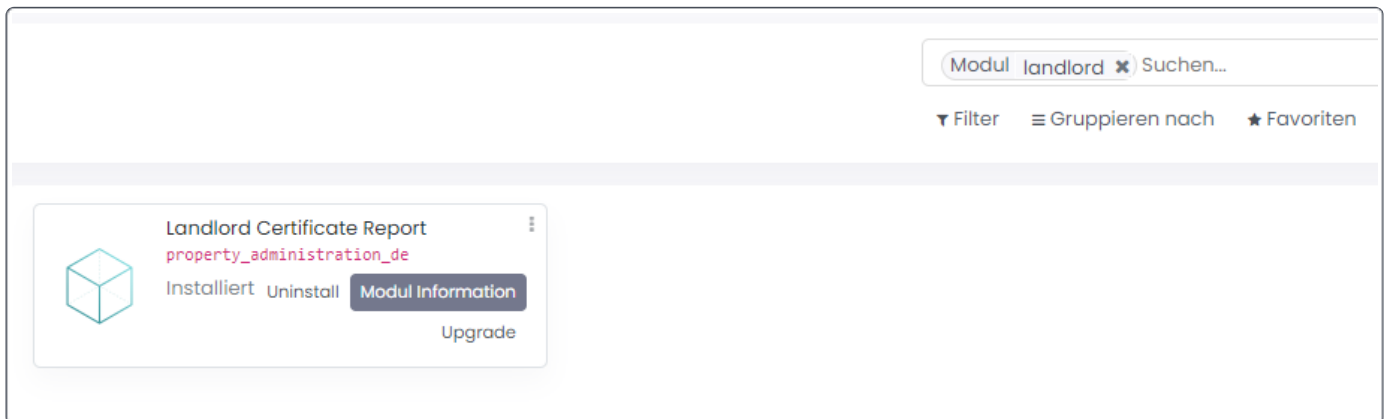 Modul landlord ✖ Suchen...
Filter Gruppieren nach Favoriten
Landlord Certificate Report
property_administration_de
Installiert Uninstall Modul Information
Upgrade